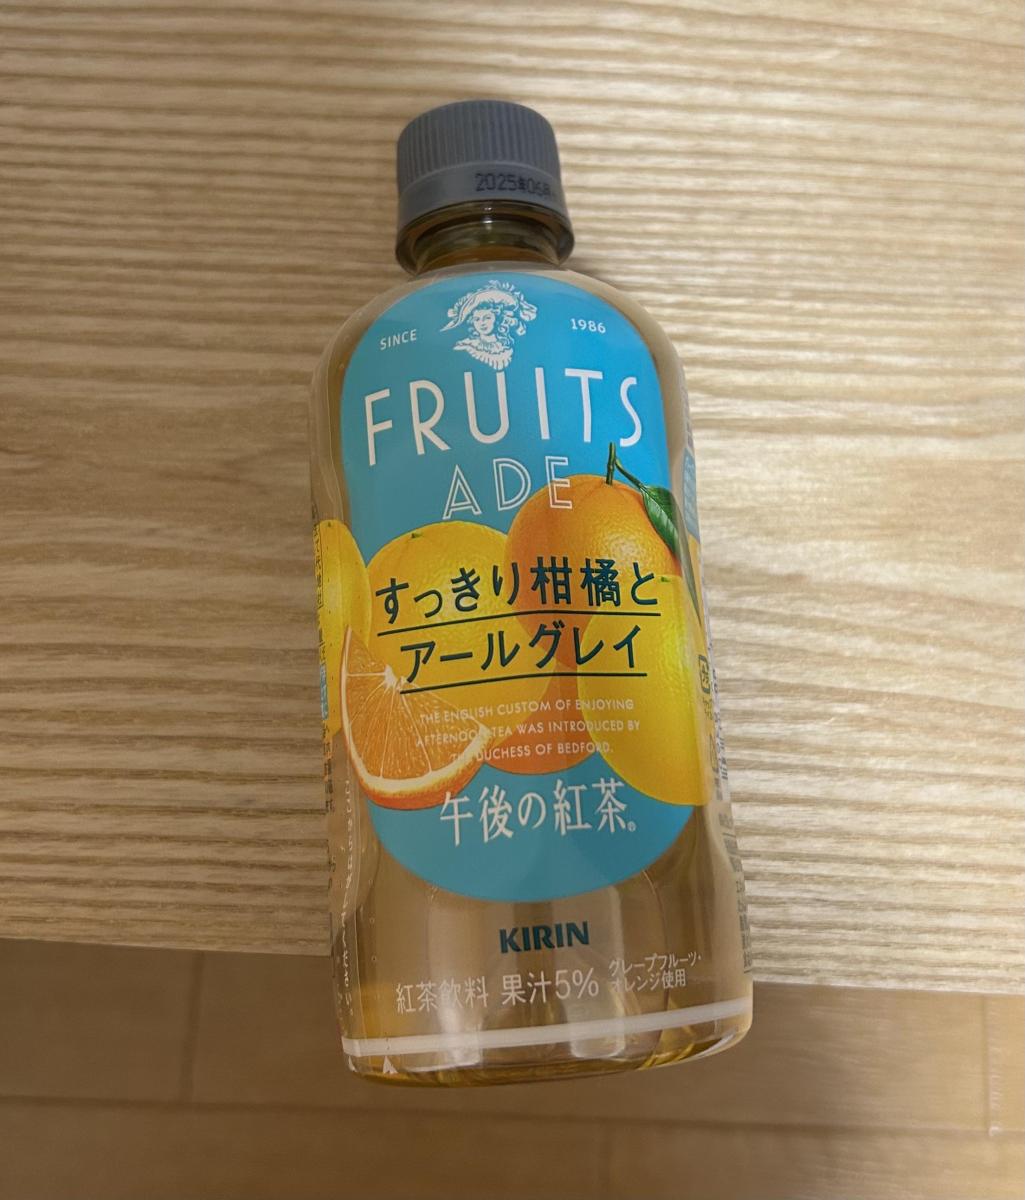 2025年06月
SINCE 1986
FRUITS
ADE
すっきり柑橘と
アールグレイ
THE ENGLISH CUSTOM OF ENJOYING
AFTERNOON TEA WAS INTRODUCED BY
THE DUCHESS OF BEDFORD.
午後の紅茶®
KIRIN
紅茶飲料 果汁5% グレープフルーツ・
オレンジ使用